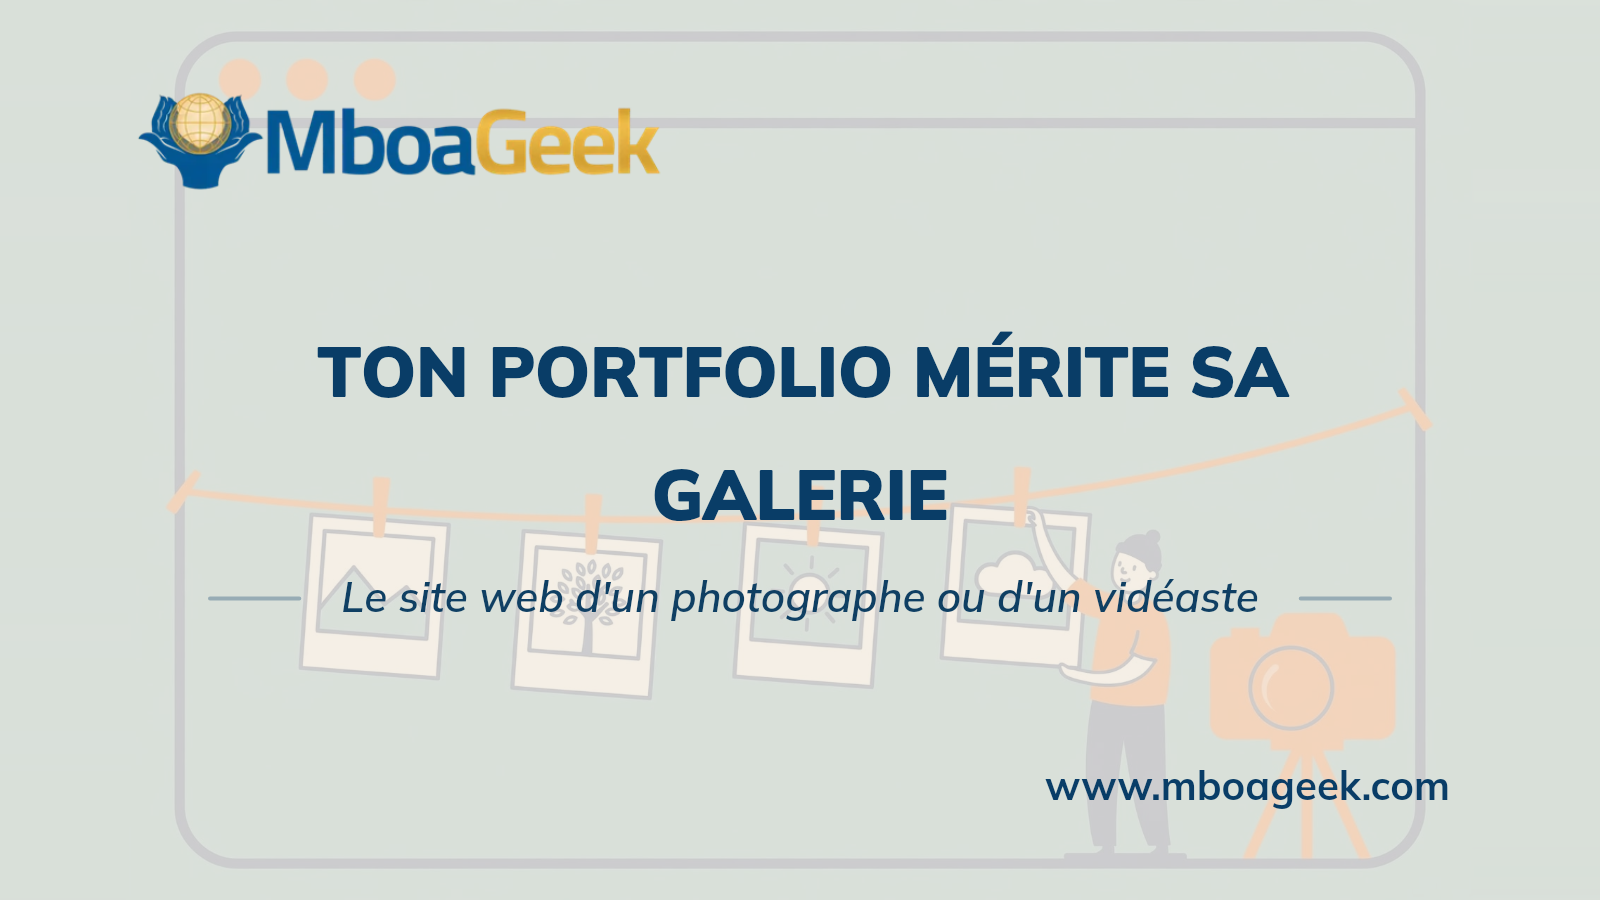 MboaGeek
TON PORTFOLIO MÉRITE SA
GALERIE
Le site web d'un photographe ou d'un vidéaste
www.mboageek.com